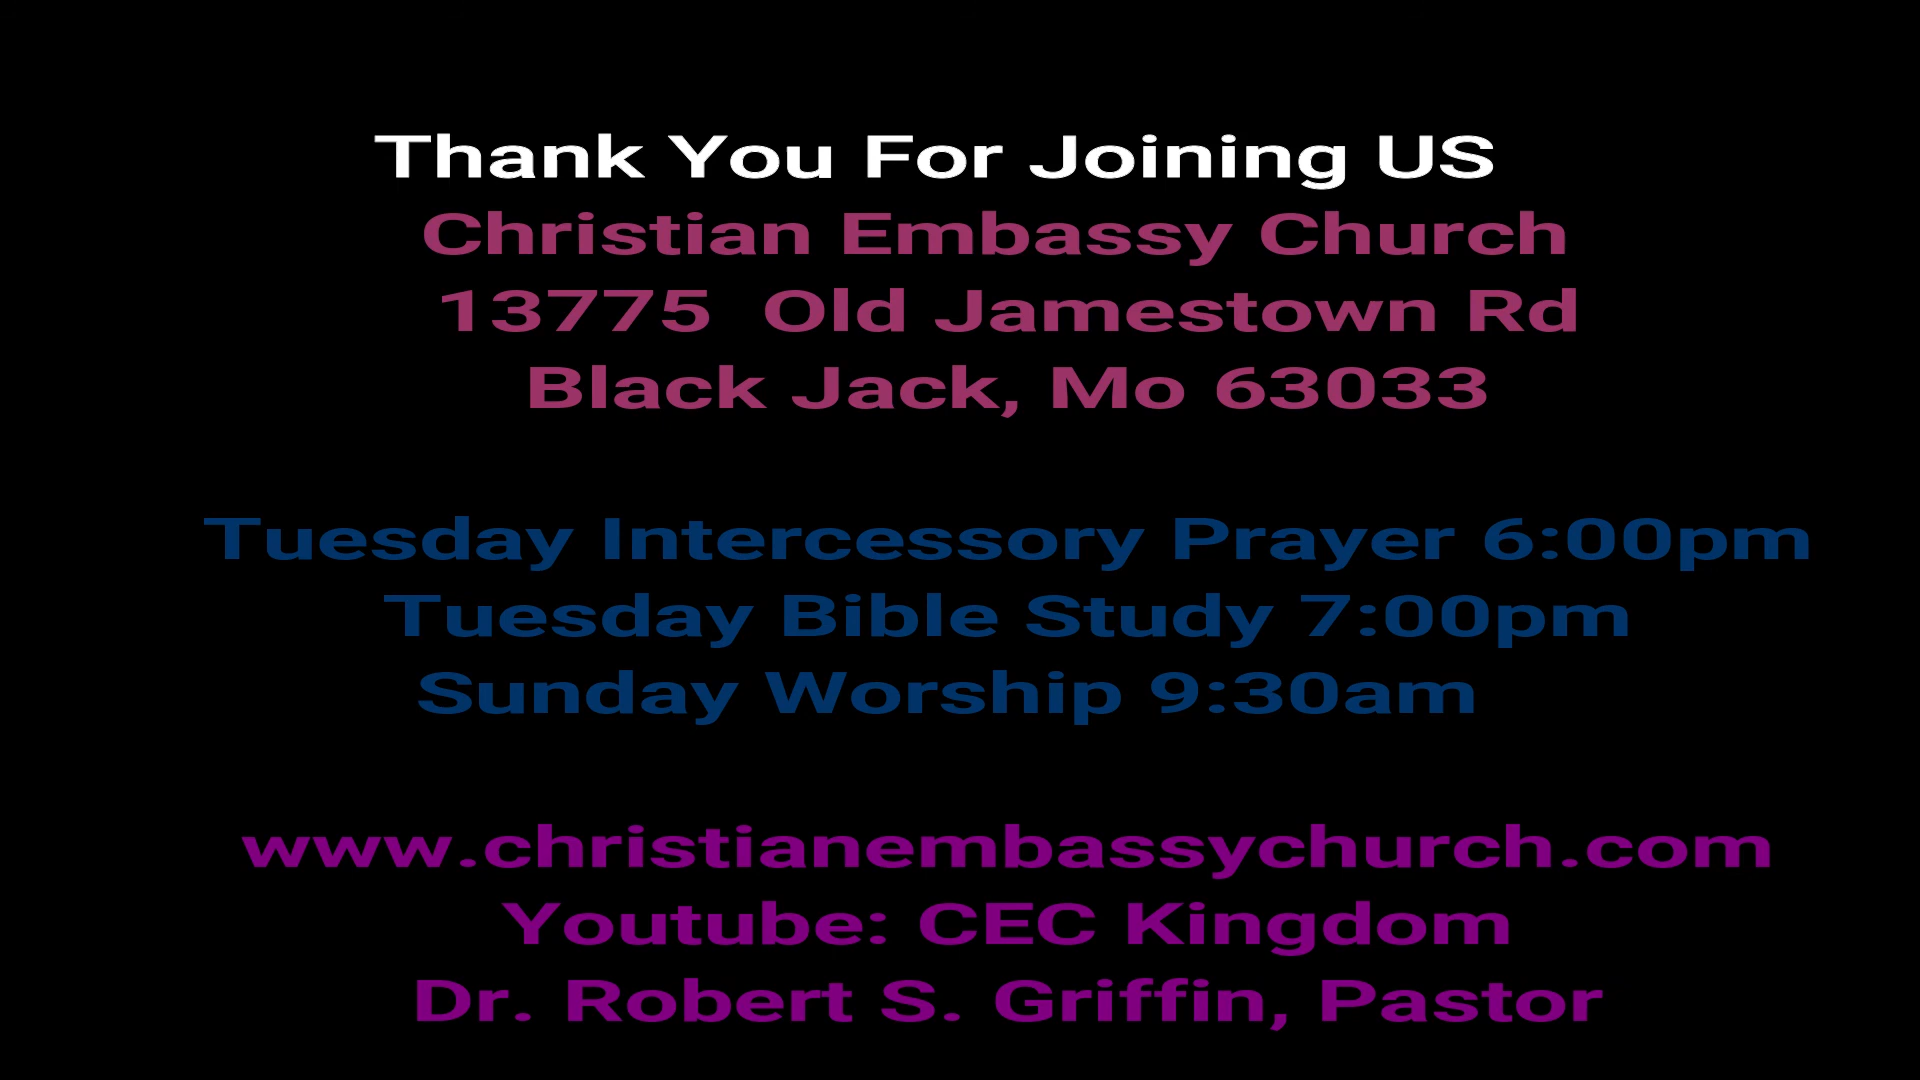 Thank You For Joining US
Christian Embassy Church
13775  Old Jamestown Rd
Black Jack, Mo 63033
Tuesday Intercessory Prayer 6:00pm
Tuesday Bible Study 7:00pm
Sunday Worship 9:30am
www.christianembassychurch.com
Youtube: CEC Kingdom
Dr. Robert S. Griffin, Pastor